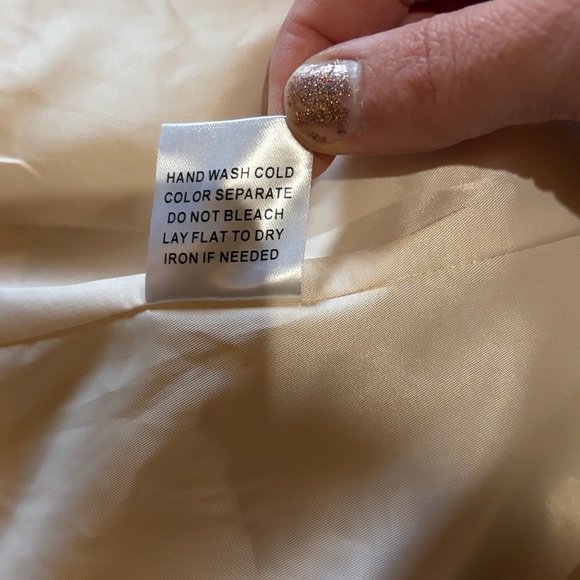 HAND WASH COLD
COLOR SEPARATE
DO NOT BLEACH
LAY FLAT TO DRY
IRON IF NEEDED